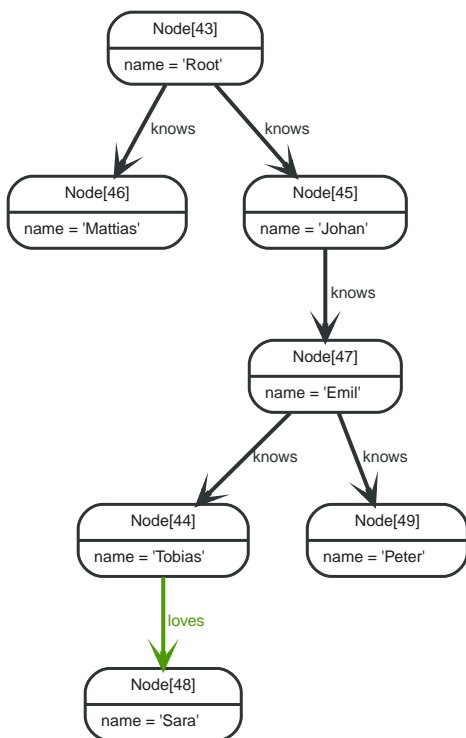 Node[43]
name = 'Root'
knows
knows
Node[46]
name = 'Mattias'
Node[45]
name = 'Johan'
knows
Node[47]
name = 'Emil'
knows
knows
Node[44]
name = 'Tobias'
Node[49]
name = 'Peter'
loves
Node[48]
name = 'Sara'